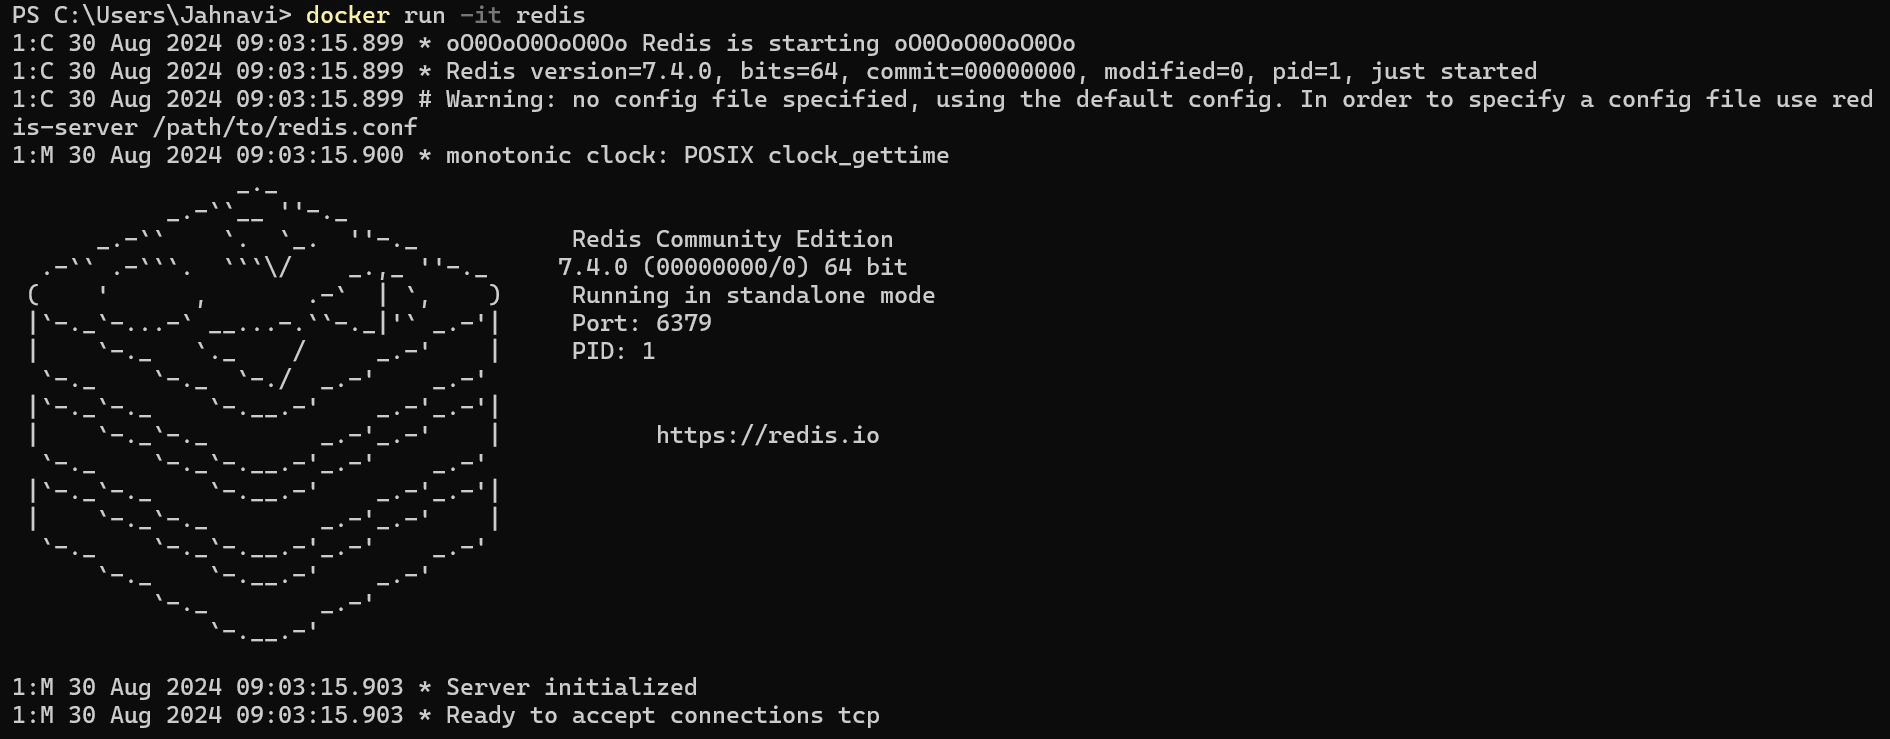 PS C:\Users\Jahnavi> docker run -it redis
1:C 30 Aug 2024 09:03:15.899 * oO0OoO0OoO0Oo Redis is starting oO0OoO0OoO0Oo
1:C 30 Aug 2024 09:03:15.899 * Redis version=7.4.0, bits=64, commit=00000000, modified=0, pid=1, just started
1:C 30 Aug 2024 09:03:15.899 # Warning: no config file specified, using the default config. In order to specify a config file use red
is-server /path/to/redis.conf
1:M 30 Aug 2024 09:03:15.900 * monotonic clock: POSIX clock_gettime
Redis Community Edition
7.4.0 (00000000/0) 64 bit
Running in standalone mode
Port: 6379
PID: 1
https://redis.io
1:M 30 Aug 2024 09:03:15.903 * Server initialized
1:M 30 Aug 2024 09:03:15.903 * Ready to accept connections tcp